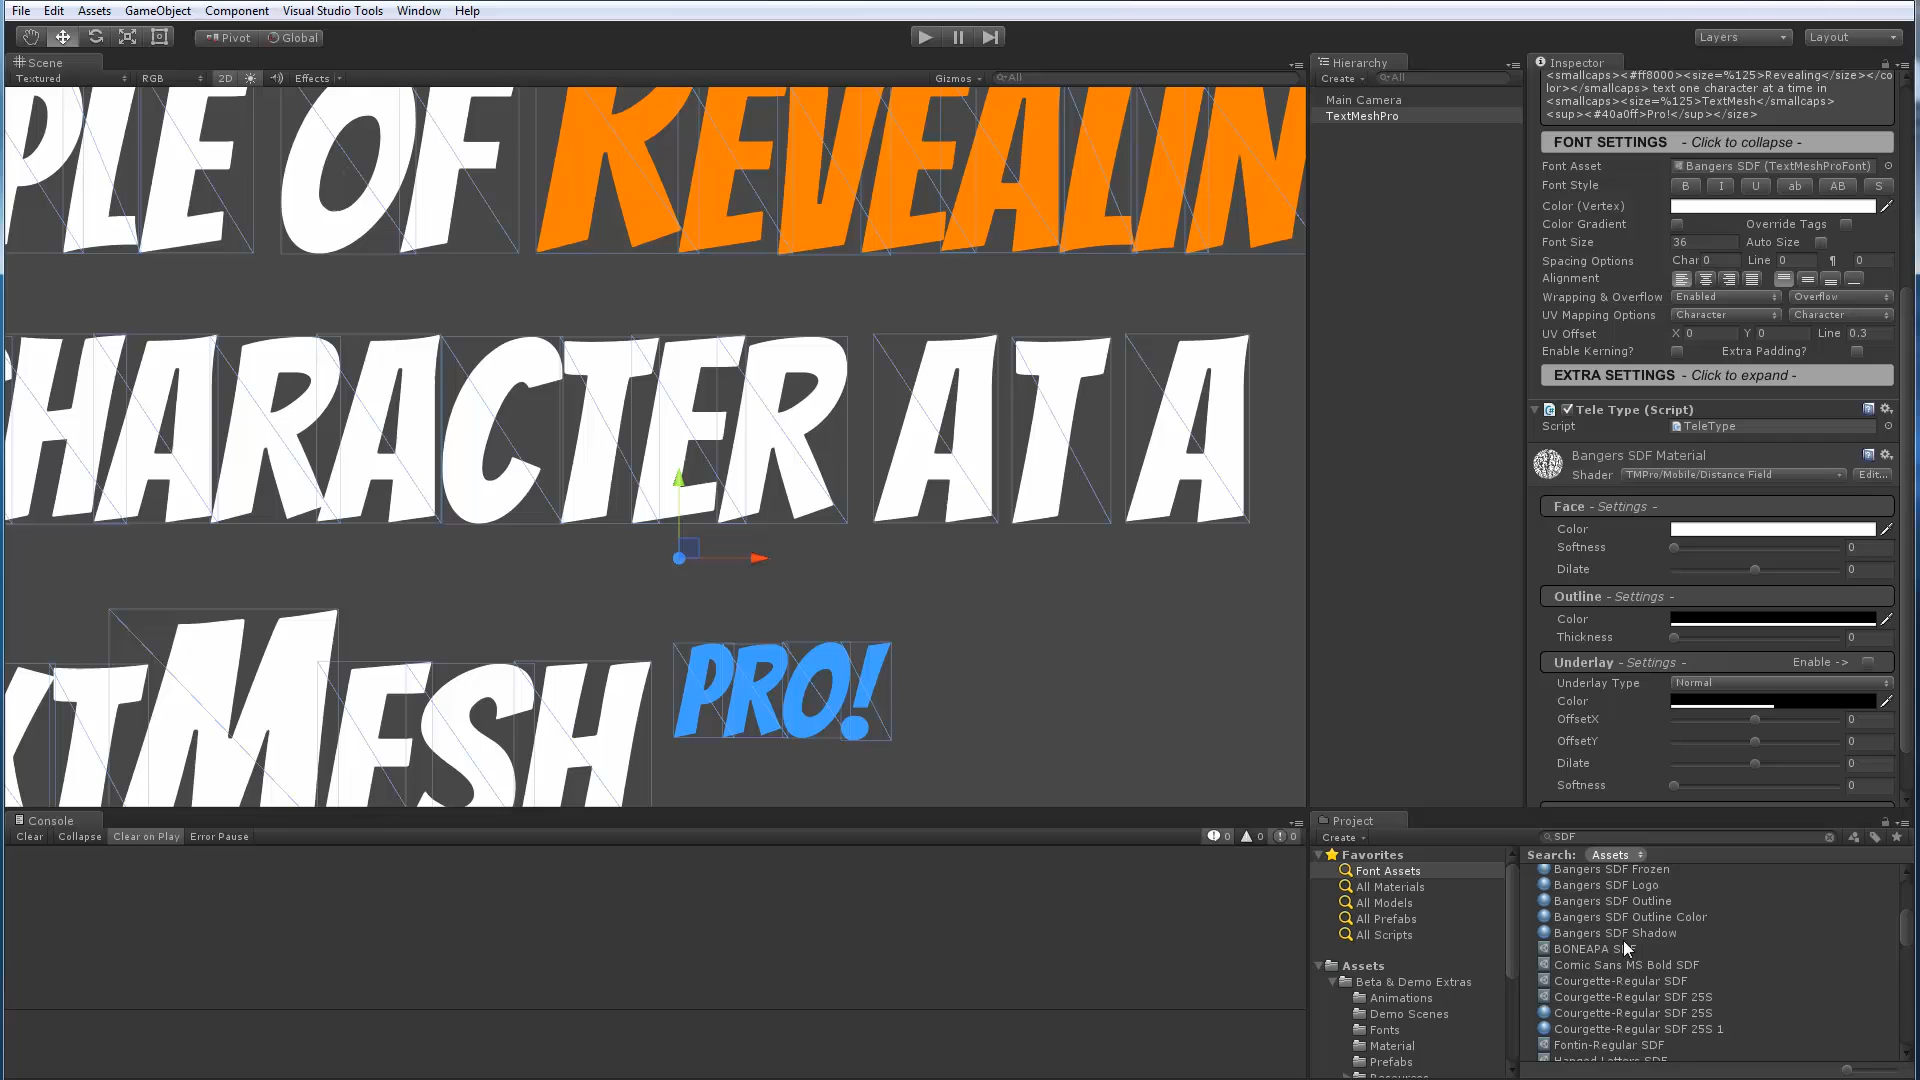 File Edit Assets GameObject Component Visual Studio Tools Window Help
Pivot Global Layers Layout
Scene
Textured RGB 2D Effects Gizmos All
PLE OF REVEALIN
CHARACTER AT A
XTMESH PRO!
Hierarchy
Create All
Main Camera
TextMeshPro
Inspector
<smallcaps><#ff8000><size=%125>Revealing</size></co
lor></smallcaps> text one character at a time in
<smallcaps><size=%125>TextMesh</smallcaps>
<sup><#40a0ff>Pro!</sup></size>
FONT SETTINGS - Click to collapse -
Font Asset Bangers SDF (TextMeshProFont)
Font Style B I U ab AB S
Color (Vertex)
Color Gradient Override Tags
Font Size 36 Auto Size
Spacing Options Char 0 Line 0 ¶ 0
Alignment
Wrapping & Overflow Enabled Overflow
UV Mapping Options Character Character
UV Offset X 0 Y 0 Line 0.3
Enable Kerning? Extra Padding?
EXTRA SETTINGS - Click to expand -
Tele Type (Script)
Script TeleType
Bangers SDF Material
Shader TMPro/Mobile/Distance Field Edit...
Face - Settings -
Color
Softness 0
Dilate 0
Outline - Settings -
Color
Thickness 0
Underlay - Settings - Enable ->
Underlay Type Normal
Color
OffsetX 0
OffsetY 0
Dilate 0
Softness 0
Console
Clear Collapse Clear on Play Error Pause 0 0 0
Project
Create SDF
Favorites
Font Assets
All Materials
All Models
All Prefabs
All Scripts
Assets
Beta & Demo Extras
Animations
Demo Scenes
Fonts
Material
Prefabs
Resources
Search: Assets
Bangers SDF Frozen
Bangers SDF Logo
Bangers SDF Outline
Bangers SDF Outline Color
Bangers SDF Shadow
BONEAPA SDF
Comic Sans MS Bold SDF
Courgette-Regular SDF
Courgette-Regular SDF 25S
Courgette-Regular SDF 25S
Courgette-Regular SDF 25S 1
Fontin-Regular SDF
Hanged Letters SDF